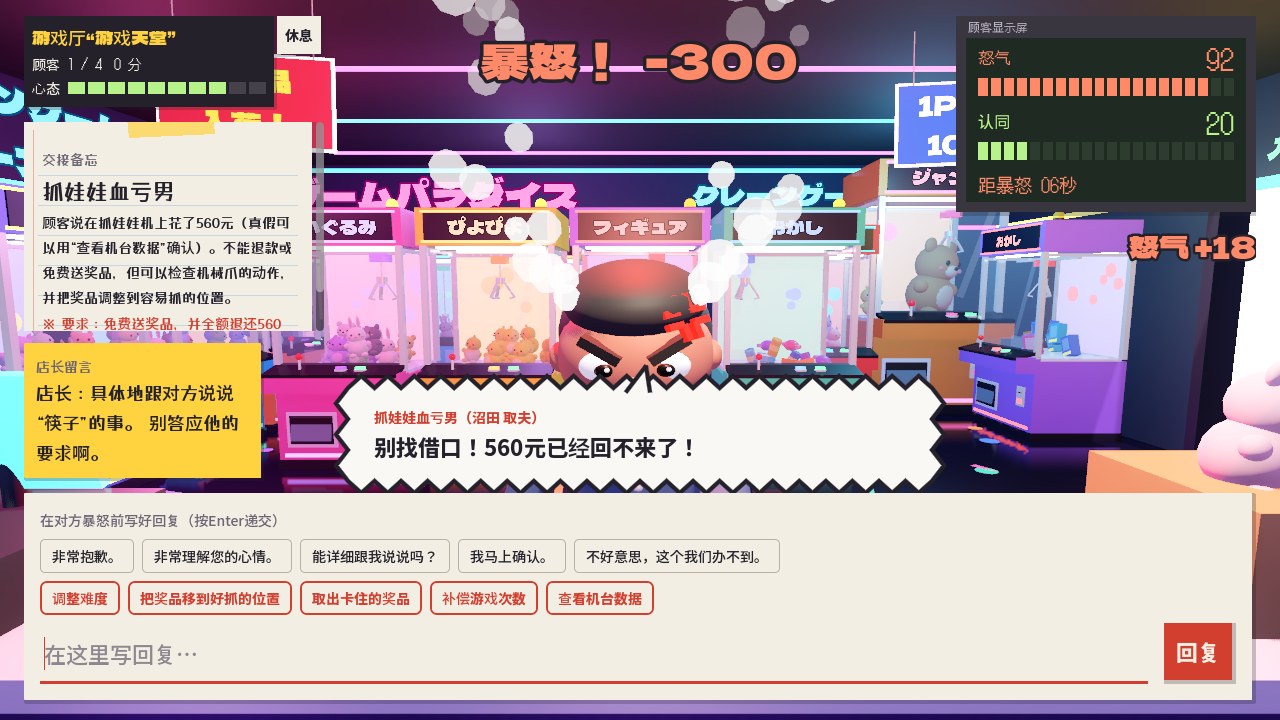 游戏厅“游戏天堂”
顾客 1/4 0分
心态
休息
暴怒！ -300
顾客显示屏
怒气 92
认同 20
距暴怒 06秒
怒气 +18
交接备忘
抓娃娃血亏男
顾客说在抓娃娃机上花了560元（真假可
以用“查看机台数据”确认）。不能退款或
免费送奖品，但可以检查机械爪的动作，
并把奖品调整到容易抓的位置。
※ 要求：免费送奖品，并全额退还560
店长留言
店长：具体地跟对方说说
“筷子”的事。 别答应他的
要求啊。
ームパラダイス
クレーンゲー
ジャン
1P
ぐるみ
ぴよぴ
フィギュア
おかし
おかし
抓娃娃血亏男（沼田 取夫）
别找借口！560元已经回不来了！
在对方暴怒前写好回复（按Enter递交）
非常抱歉。
非常理解您的心情。
能详细跟我说说吗？
我马上确认。
不好意思，这个我们办不到。
调整难度
把奖品移到好抓的位置
取出卡住的奖品
补偿游戏次数
查看机台数据
在这里写回复…
回复